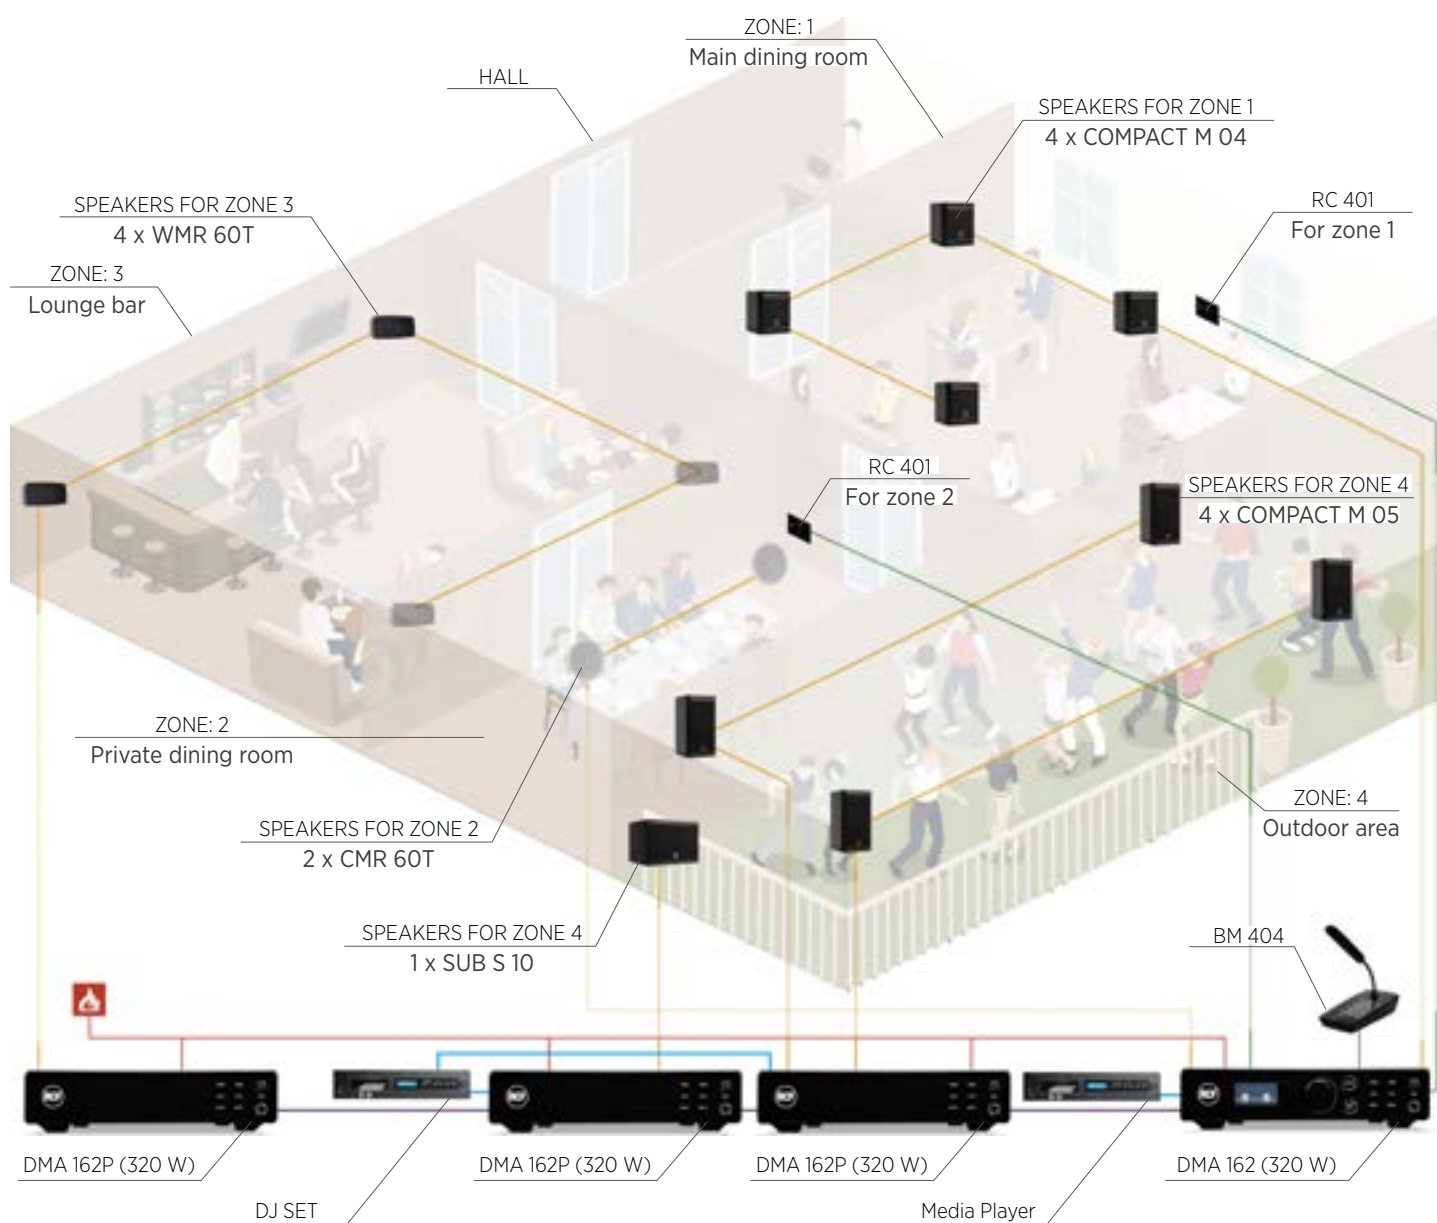 ZONE: 1
Main dining room
HALL
SPEAKERS FOR ZONE 1
4 x COMPACT M 04
SPEAKERS FOR ZONE 3
4 x WMR 60T
RC 401
For zone 1
ZONE: 3
Lounge bar
RC 401
For zone 2
SPEAKERS FOR ZONE 4
4 x COMPACT M 05
ZONE: 2
Private dining room
SPEAKERS FOR ZONE 2
2 x CMR 60T
ZONE: 4
Outdoor area
SPEAKERS FOR ZONE 4
1 x SUB S 10
BM 404
RCF
RCF
RCF
RCF
DMA 162P (320 W)
DMA 162P (320 W)
DMA 162P (320 W)
DMA 162 (320 W)
DJ SET
Media Player